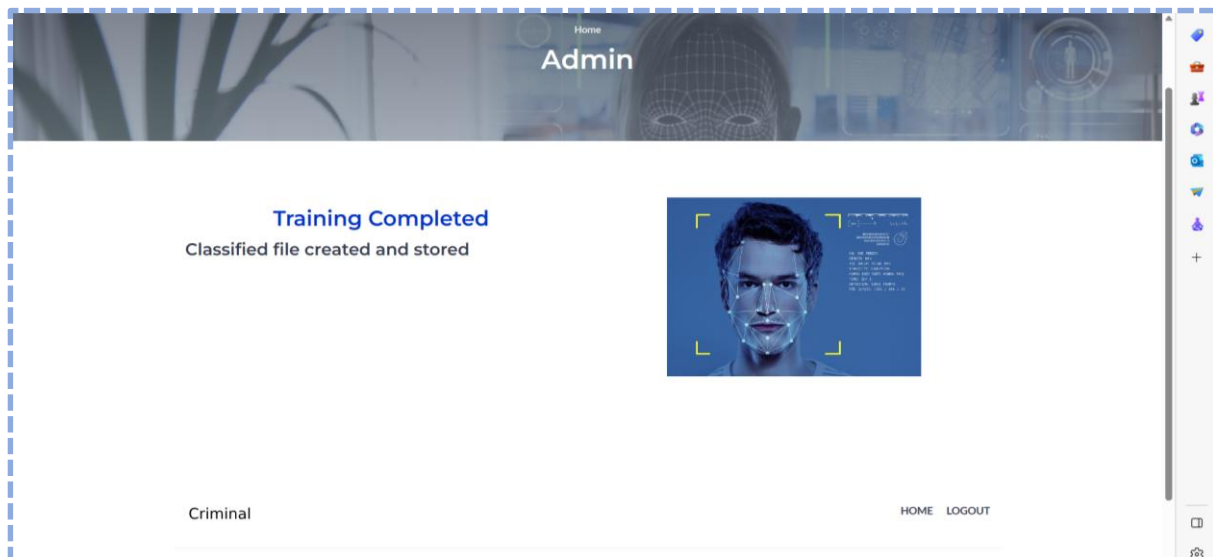 Home
Admin
Training Completed
Classified file created and stored
Criminal
HOME LOGOUT